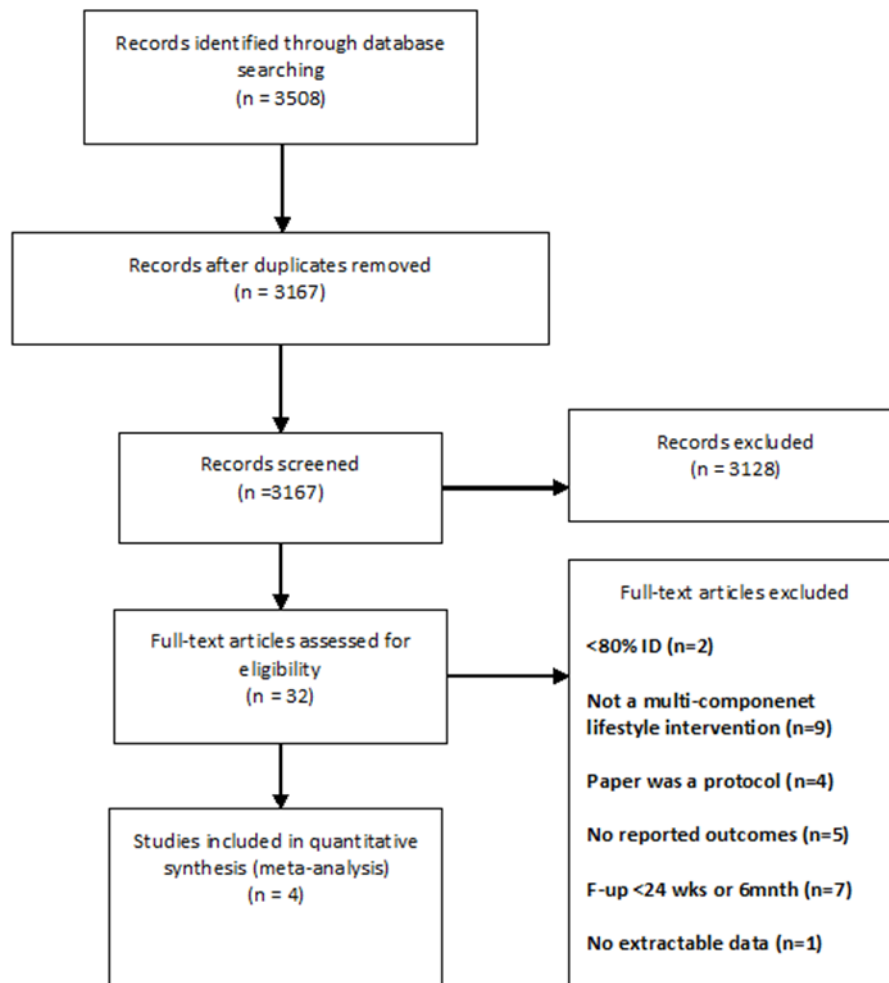 Records identified through database
searching
(n = 3508)
Records after duplicates removed
(n = 3167)
Records screened
(n =3167)
Records excluded
(n = 3128)
Full-text articles assessed for
eligibility
(n = 32)
Full-text articles excluded
<80% ID (n=2)
Not a multi-componenet
lifestyle intervention (n=9)
Paper was a protocol (n=4)
No reported outcomes (n=5)
F-up <24 wks or 6mnth (n=7)
No extractable data (n=1)
Studies included in quantitative
synthesis (meta-analysis)
(n = 4)